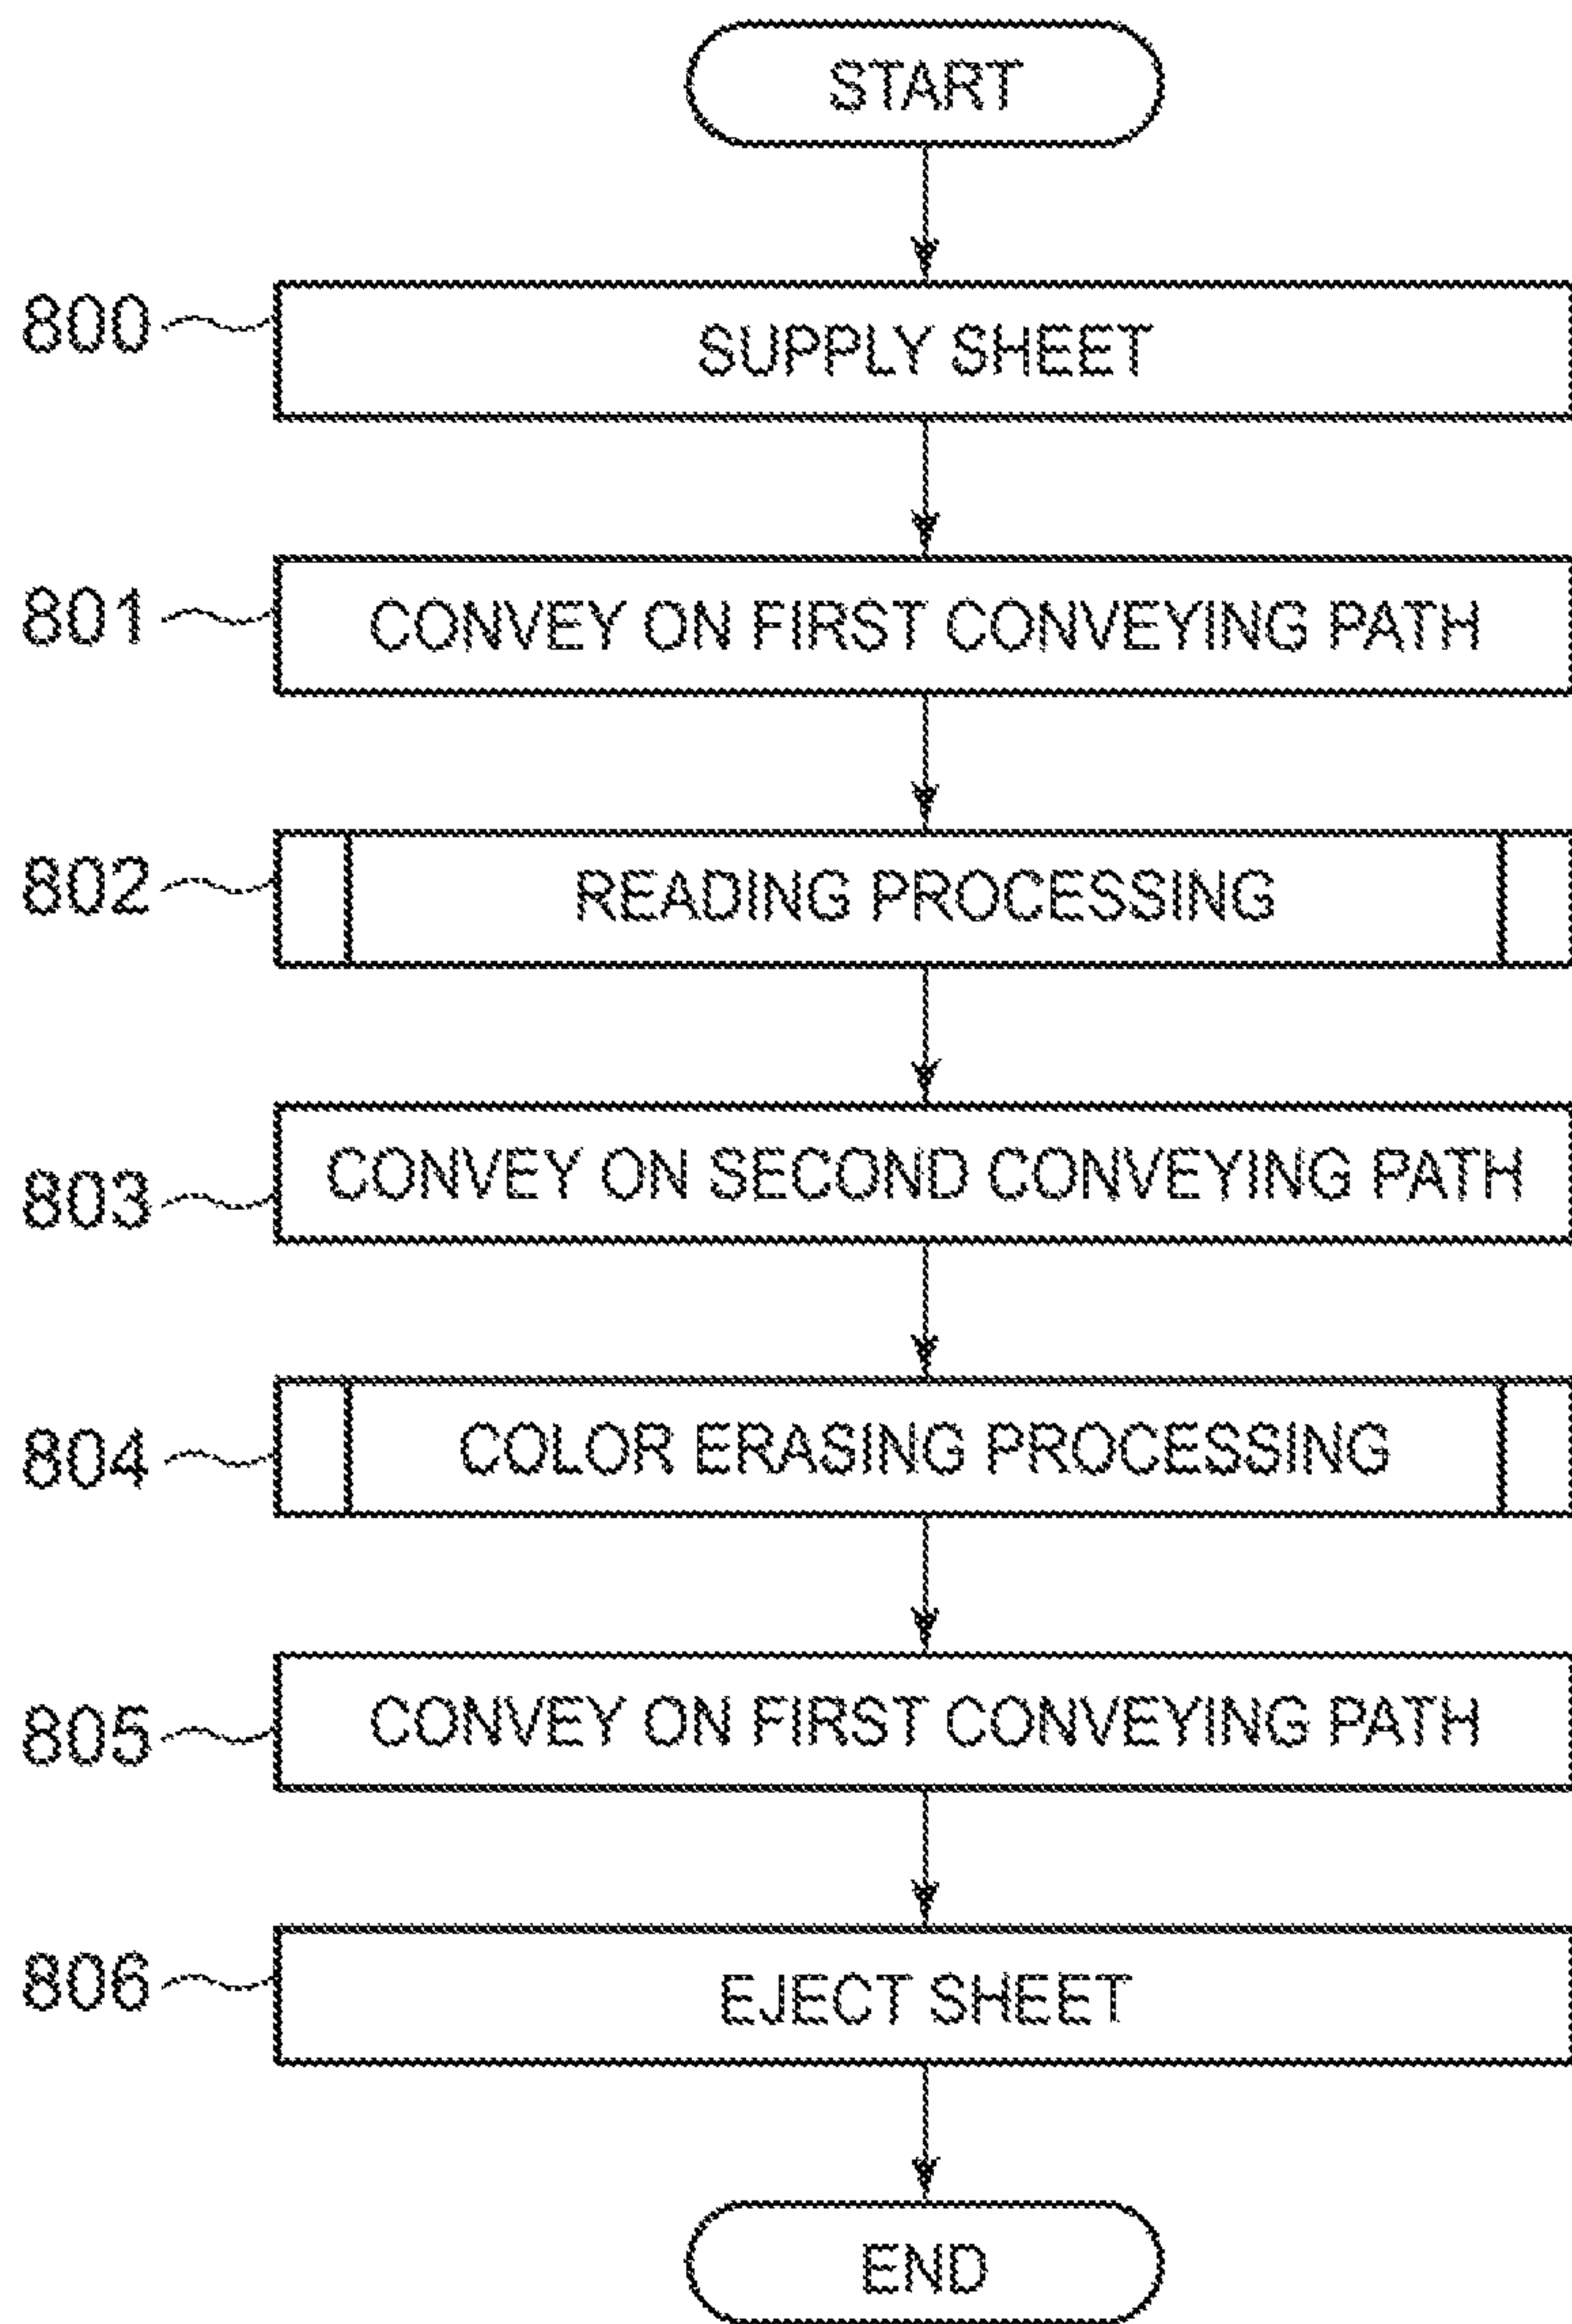 START
800 SUPPLY SHEET
801 CONVEY ON FIRST CONVEYING PATH
802 READING PROCESSING
803 CONVEY ON SECOND CONVEYING PATH
804 COLOR ERASING PROCESSING
805 CONVEY ON FIRST CONVEYING PATH
806 EJECT SHEET
END